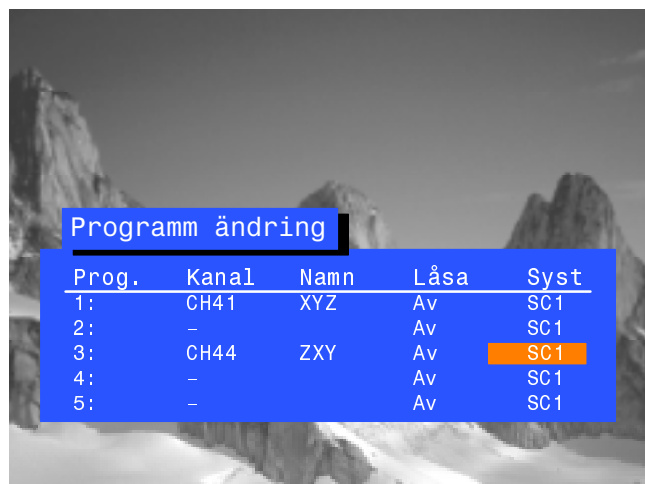 Programm ändring
Prog. Kanal Namn Låsa Syst
1: CH41 XYZ Av SC1
2: – Av SC1
3: CH44 ZXY Av SC1
4: – Av SC1
5: – Av SC1